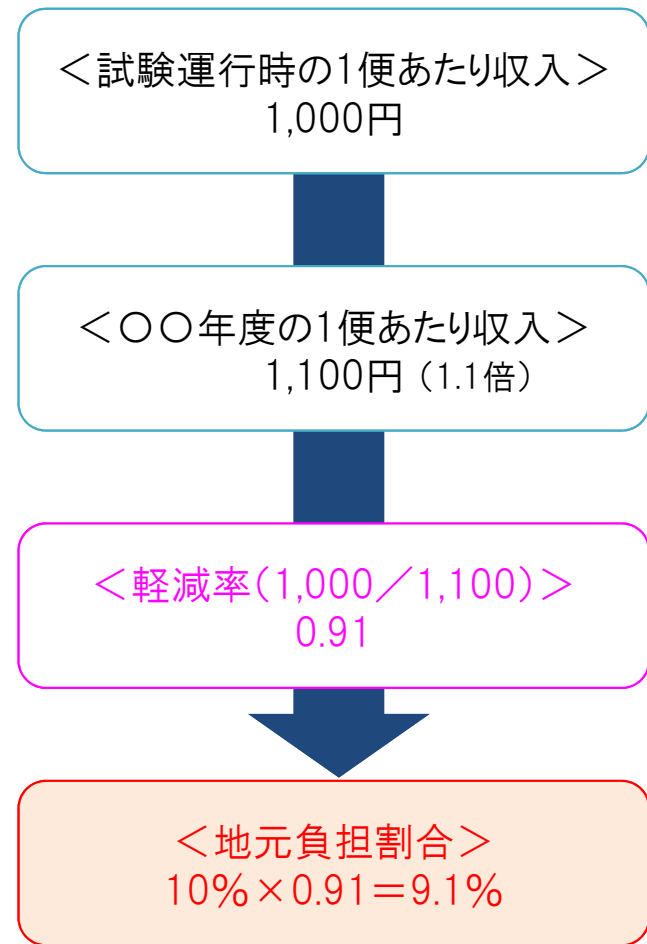 ＜試験運行時の1便あたり収入＞
1,000円
＜〇〇年度の1便あたり収入＞
1,100円（1.1倍）
＜軽減率（1,000／1,100）＞
0.91
＜地元負担割合＞
10％×0.91＝9.1％